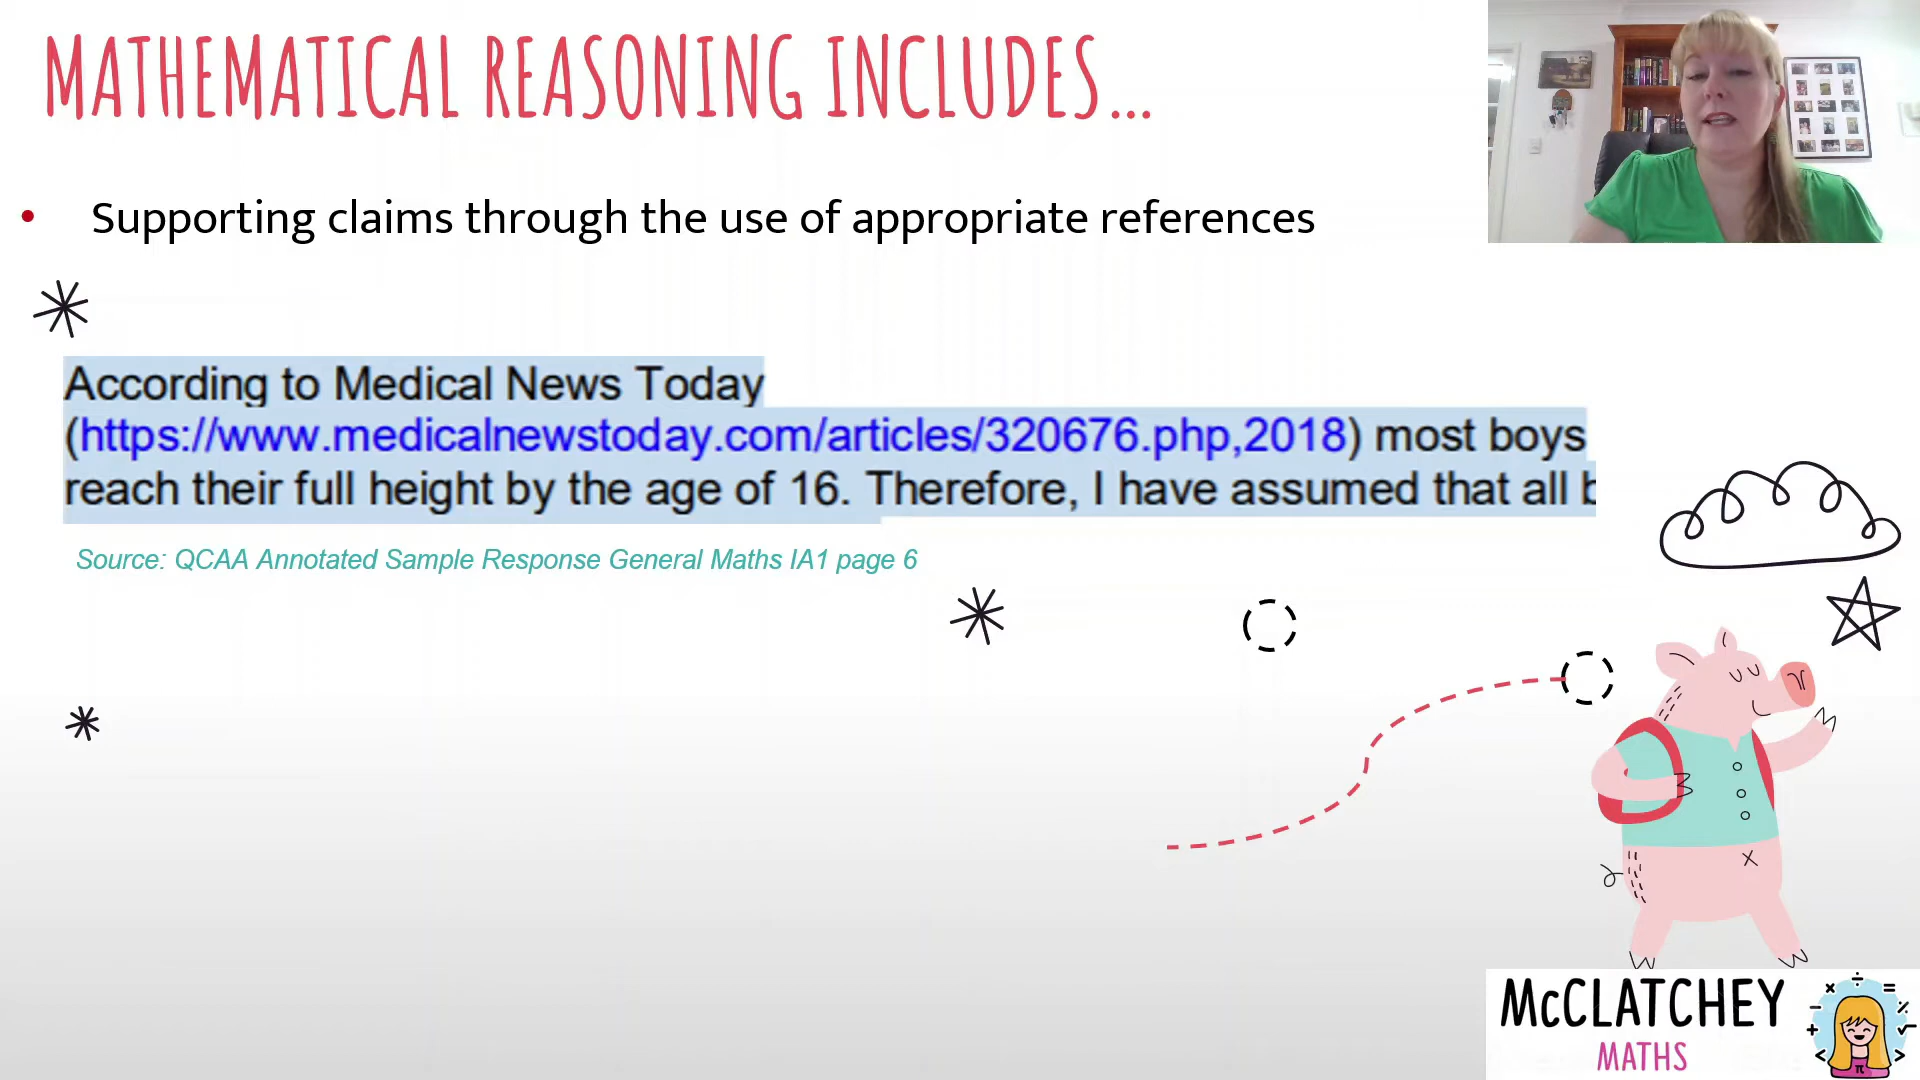 MATHEMATICAL REASONING INCLUDES...
• Supporting claims through the use of appropriate references
According to Medical News Today
(https://www.medicalnewstoday.com/articles/320676.php,2018) most boys
reach their full height by the age of 16. Therefore, I have assumed that all
Source: QCAA Annotated Sample Response General Maths IA1 page 6
McCLATCHEY
MATHS